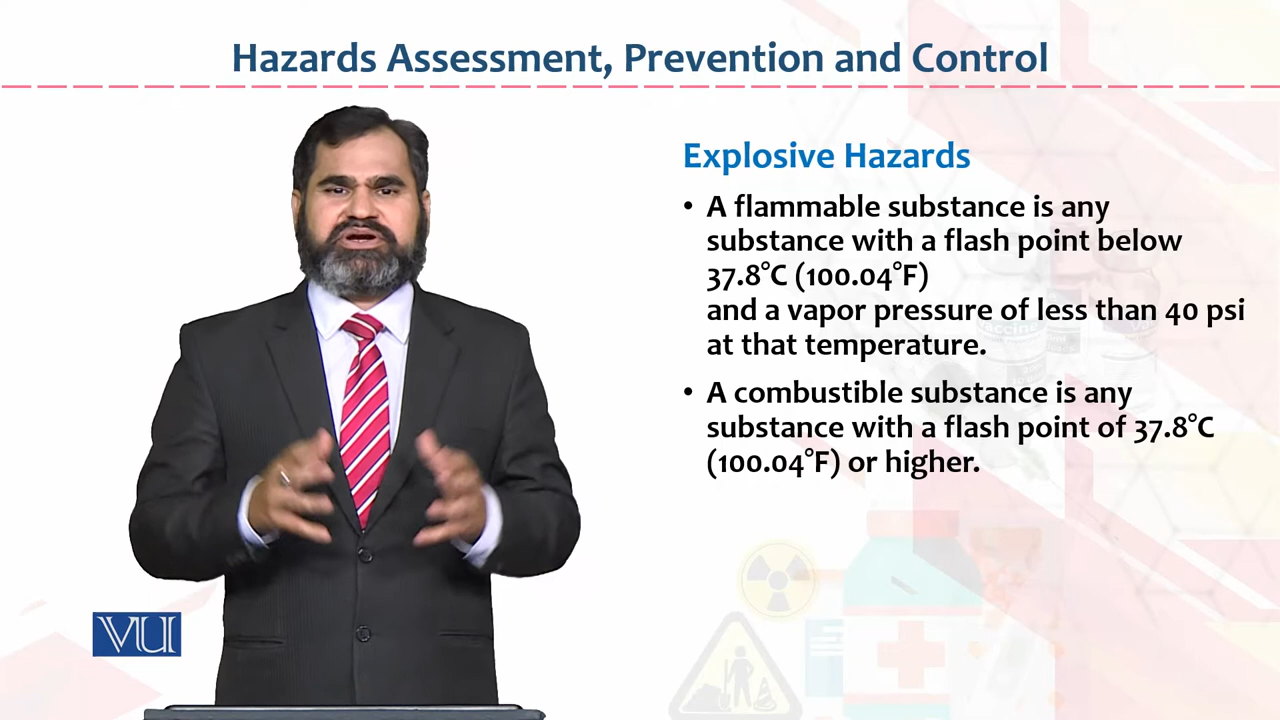 Hazards Assessment, Prevention and Control
Explosive Hazards
• A flammable substance is any
substance with a flash point below
37.8°C (100.04°F)
and a vapor pressure of less than 40 psi
at that temperature.
• A combustible substance is any
substance with a flash point of 37.8°C
(100.04°F) or higher.
VU
vaccine